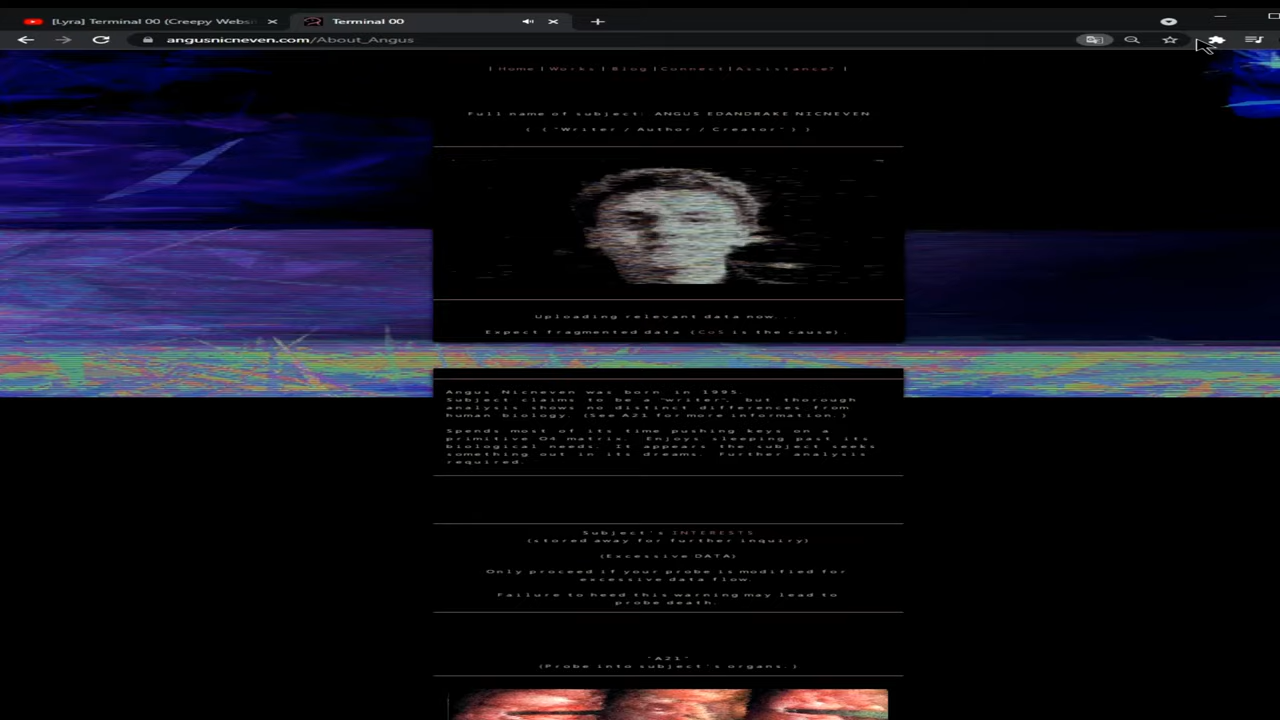 [Lyra] Terminal 00 (Creepy Websi
Terminal 00
angusnicneven.com/About_Angus
| Home | Works | Blog | Connect | Assistance? |
Full name of subject: ANGUS EDANDRAKE NICNEVEN
( ( "Writer / Author / Creator" ) )
Uploading relevant data now...
Expect fragmented data (CoS is the cause).
Angus Nicneven was born in 1995.
Subject claims to be a "writer", but thorough
analysis shows no distinct differences from
human biology. (See A21 for more information.)
Spends most of its time pushing keys on a
primitive 04 matrix. Enjoys sleeping past its
biological needs. It appears the subject seeks
something out in its dreams. Further analysis
required.
Subject's INTERESTS
(stored away for further inquiry)
(Excessive DATA)
Only proceed if your probe is modified for
excessive data flow.
Failure to heed this warning may lead to
probe death.
"A21"
(Probe into subject's organs.)